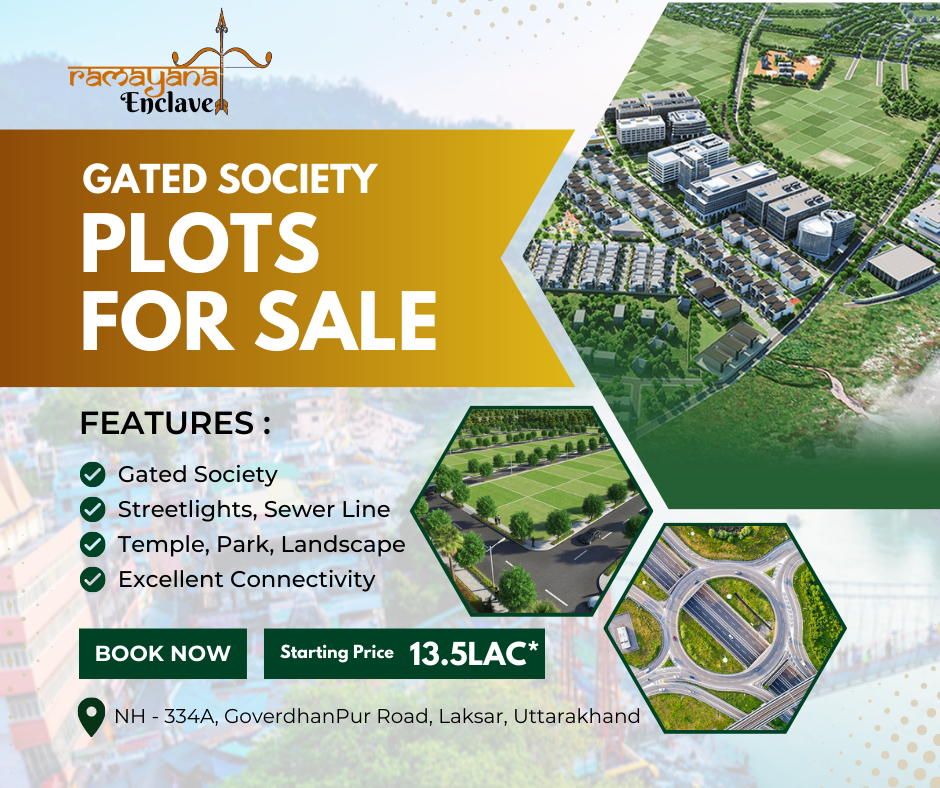 ramayana
Enclave
GATED SOCIETY
PLOTS
FOR SALE
FEATURES :
Gated Society
Streetlights, Sewer Line
Temple, Park, Landscape
Excellent Connectivity
BOOK NOW
Starting Price 13.5LAC*
NH - 334A, GoverdhanPur Road, Laksar, Uttarakhand